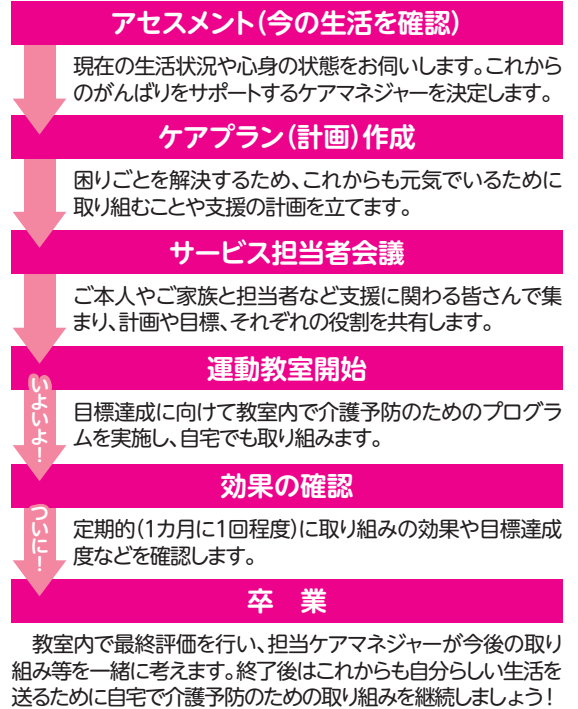 アセスメント(今の生活を確認)
現在の生活状況や心身の状態をお伺いします。これから
のがんばりをサポートするケアマネジャーを決定します。
ケアプラン(計画)作成
困りごとを解決するため、これからも元気でいるために
取り組むことや支援の計画を立てます。
サービス担当者会議
ご本人やご家族と担当者など支援に関わる皆さんで集
まり、計画や目標、それぞれの役割を共有します。
運動教室開始
いよいよ!
目標達成に向けて教室内で介護予防のためのプログラ
ムを実施し、自宅でも取り組みます。
効果の確認
ついに!
定期的(1カ月に1回程度)に取り組みの効果や目標達成
度などを確認します。
卒 業
教室内で最終評価を行い、担当ケアマネジャーが今後の取り
組み等を一緒に考えます。終了後はこれからも自分らしい生活を
送るために自宅で介護予防のための取り組みを継続しましょう!